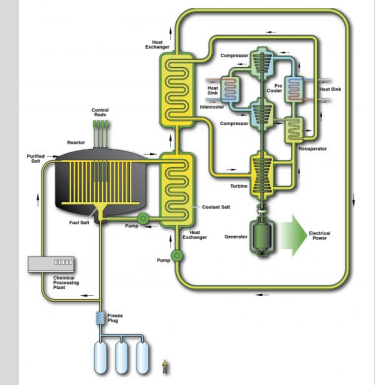 Heat
Exchanger
Compressor
Heat
Sink
Pre
Cooler
Heat Sink
Intercooler
Compressor
Recuperator
Control
Rods
Reactor
Purified
Salt
Turbine
Coolant Salt
Fuel Salt
Pump
Heat
Exchanger
Generator
Electrical
Power
Pump
Chemical
Processing
Plant
Freeze
Plug